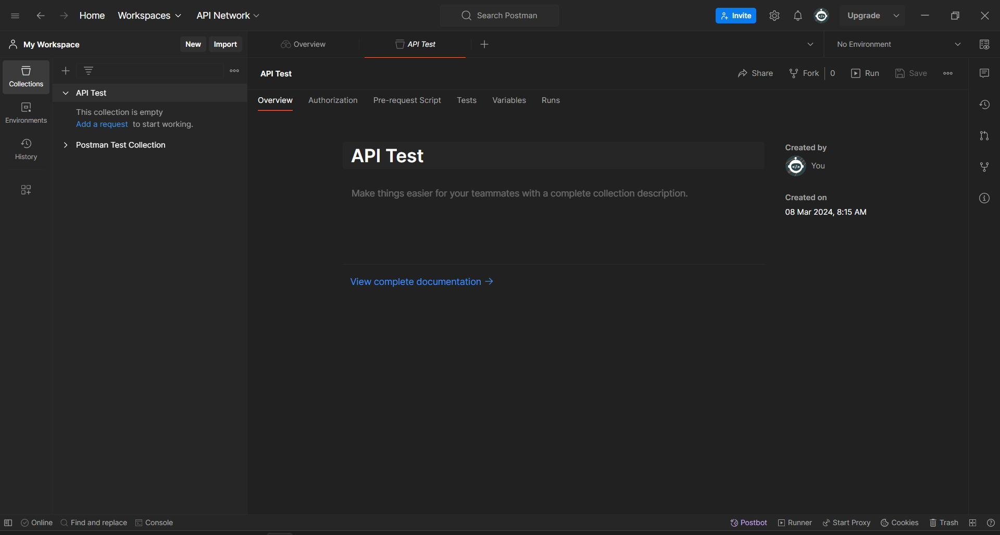 Home Workspaces API Network Search Postman Invite Upgrade
My Workspace New Import Overview API Test No Environment
Collections
Environments
History
API Test
This collection is empty
Add a request to start working.
Postman Test Collection
API Test Share Fork 0 Run Save
Overview Authorization Pre-request Script Tests Variables Runs
API Test
Make things easier for your teammates with a complete collection description.
View complete documentation →
Created by
You
Created on
08 Mar 2024, 8:15 AM
Online Find and replace Console Postbot Runner Start Proxy Cookies Trash